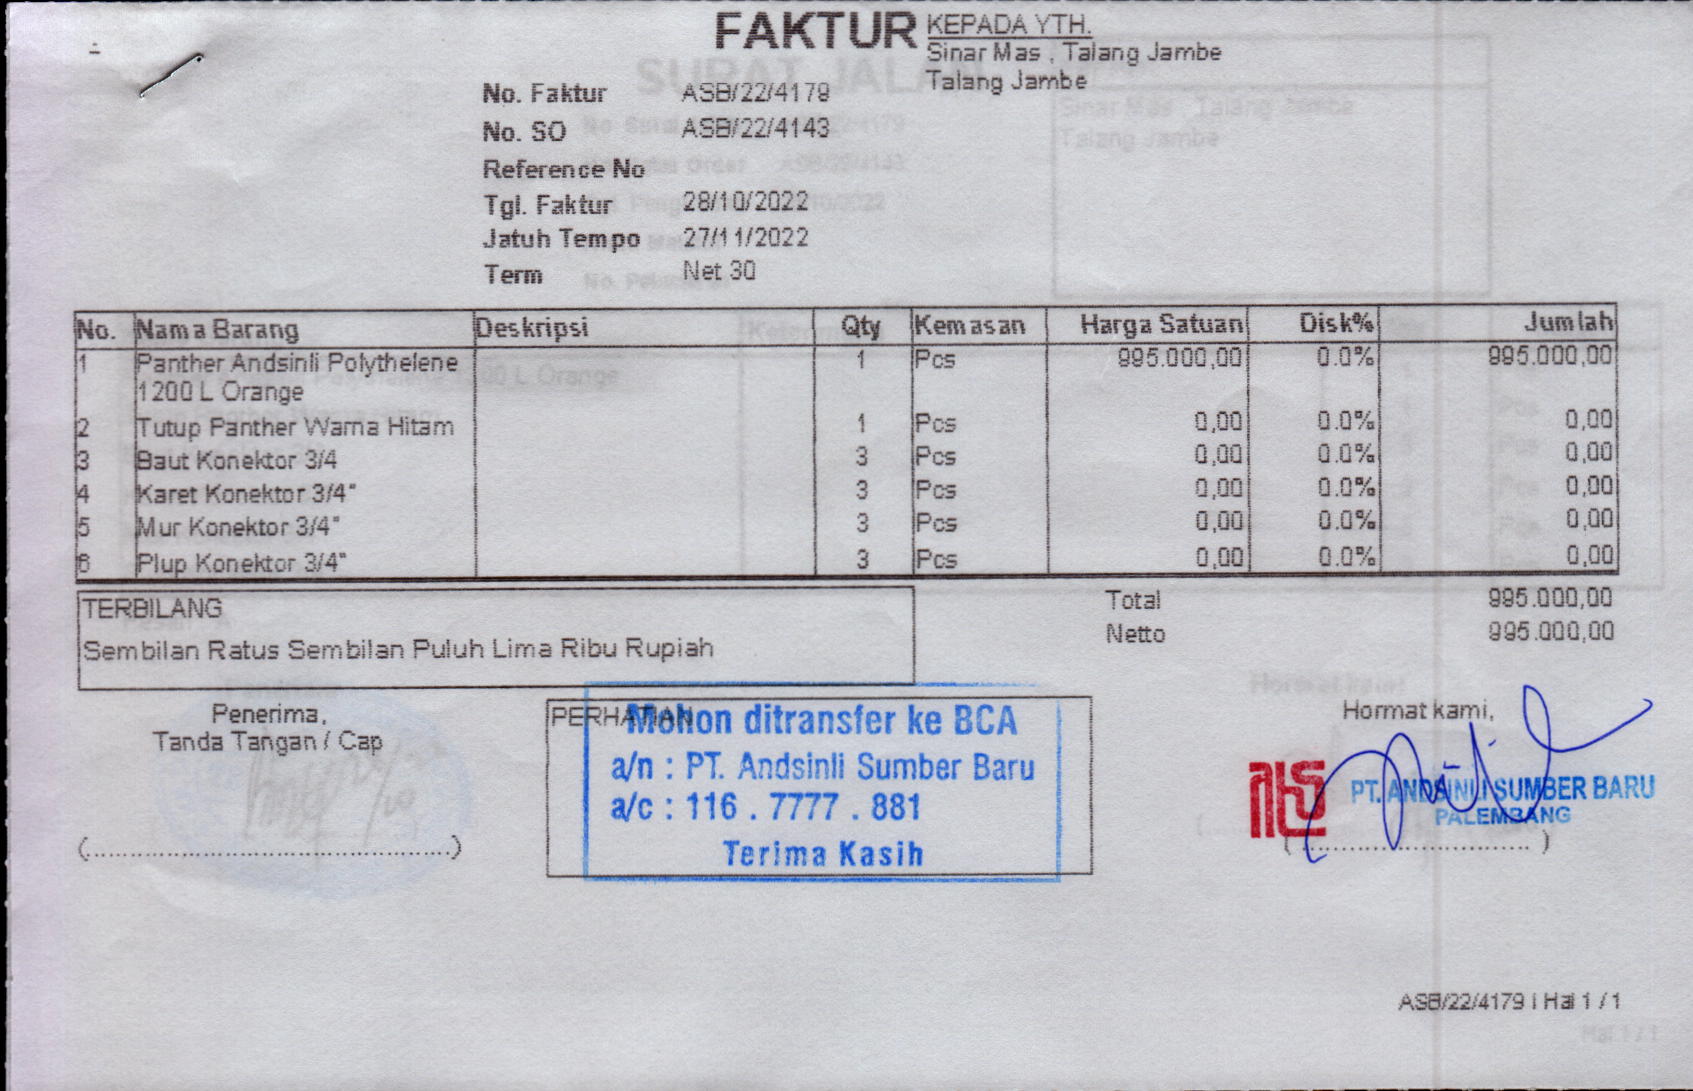 FAKTUR
KEPADA YTH.
Sinar Mas , Talang Jambe
Talang Jambe
No. Faktur ASB/22/4179
No. SO ASB/22/4143
Reference No
Tgl. Faktur 28/10/2022
Jatuh Tempo 27/11/2022
Term Net 30
No. Nama Barang Deskripsi Qty Kemasan Harga Satuan Disk% Jumlah
1 Panther Andsinli Polythelene 1 Pcs 995.000,00 0.0% 995.000,00
1200 L Orange
2 Tutup Panther Warna Hitam 1 Pcs 0,00 0.0% 0,00
3 Baut Konektor 3/4 3 Pcs 0,00 0.0% 0,00
4 Karet Konektor 3/4" 3 Pcs 0,00 0.0% 0,00
5 Mur Konektor 3/4" 3 Pcs 0,00 0.0% 0,00
6 Plup Konektor 3/4" 3 Pcs 0,00 0.0% 0,00
TERBILANG
Sembilan Ratus Sembilan Puluh Lima Ribu Rupiah
Total 995.000,00
Netto 995.000,00
Penerima,
Tanda Tangan / Cap
(............................................)
PERHATIAN
Mohon ditransfer ke BCA
a/n : PT. Andsinli Sumber Baru
a/c : 116 . 7777 . 881
Terima Kasih
Hormat kami,
PT. ANDSINLI SUMBER BARU
PALEMBANG
(............................)
ASB/22/4179 | Hal 1 / 1